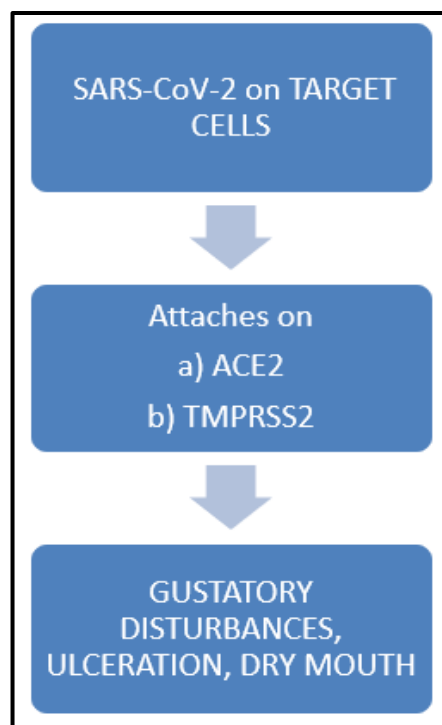 SARS-CoV-2 on TARGET
CELLS
Attaches on
a) ACE2
b) TMPRSS2
GUSTATORY
DISTURBANCES,
ULCERATION, DRY MOUTH